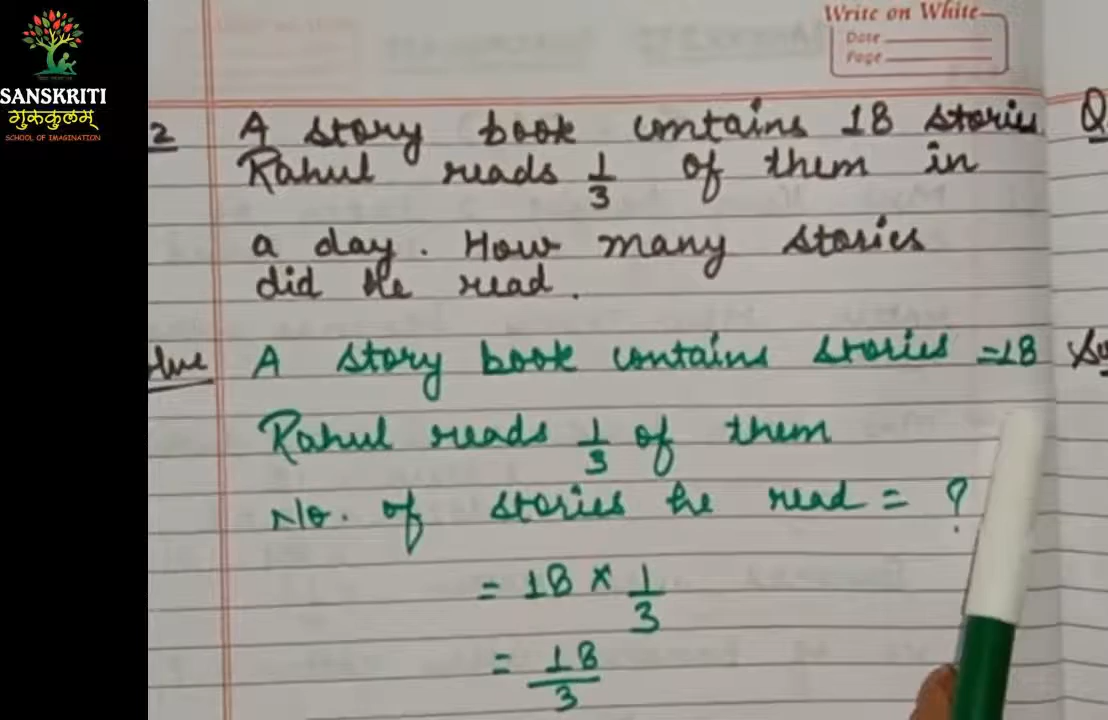 SANSKRITI
गुरुकुलम्
SCHOOL OF IMAGINATION
Write on White
Date
Page
2 A story book contains 18 stories
Rahul reads 1/3 of them in
a day. How many stories
did he read.
A story book contains stories =18
Rahul reads 1/3 of them
No. of stories he read = ?
= 18 × 1/3
= 18/3